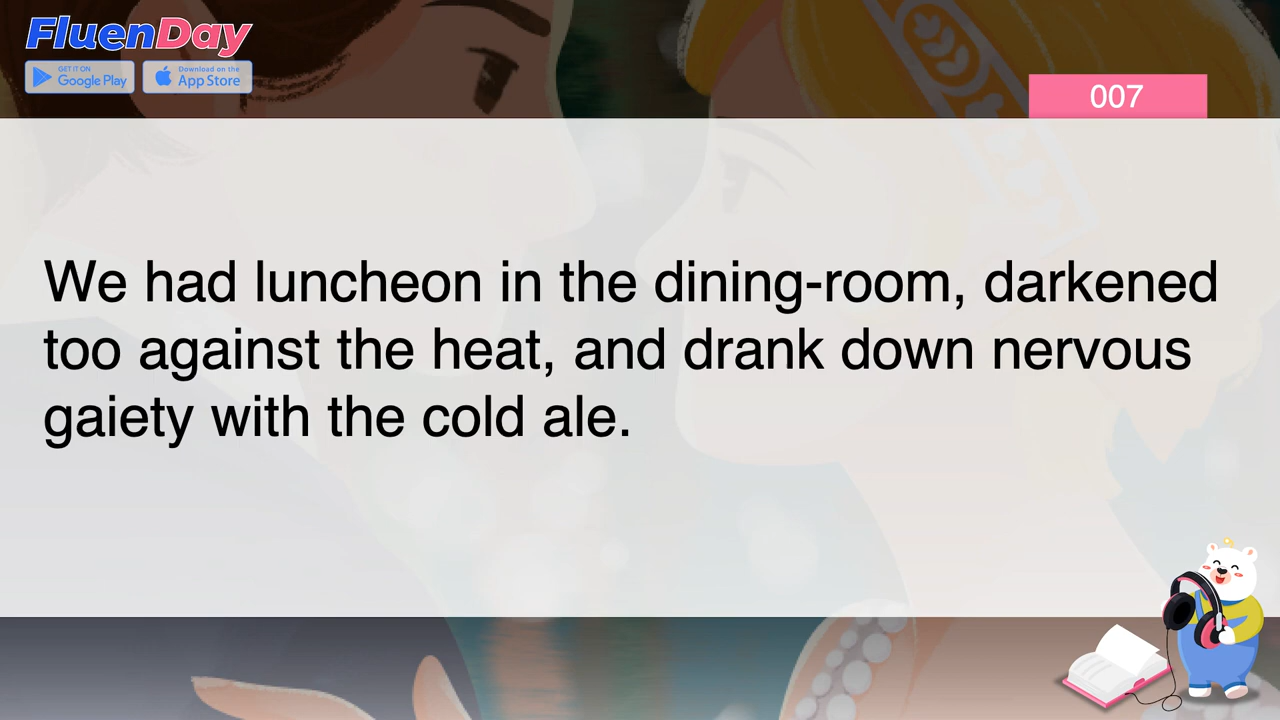 FluenDay
GET IT ON
Google Play
Download on the
App Store
007
We had luncheon in the dining-room, darkened
too against the heat, and drank down nervous
gaiety with the cold ale.